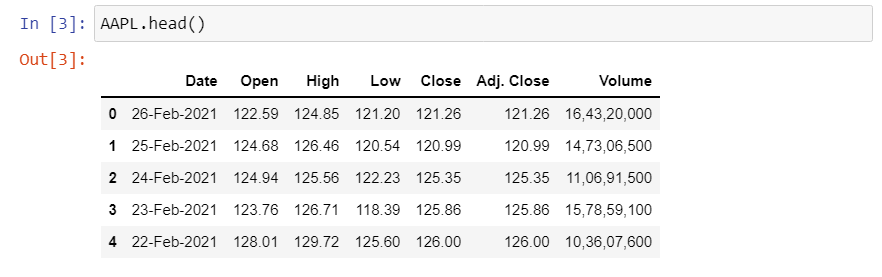 In [3]: AAPL.head()
Out[3]:
Date Open High Low Close Adj. Close Volume
0 26-Feb-2021 122.59 124.85 121.20 121.26 121.26 16,43,20,000
1 25-Feb-2021 124.68 126.46 120.54 120.99 120.99 14,73,06,500
2 24-Feb-2021 124.94 125.56 122.23 125.35 125.35 11,06,91,500
3 23-Feb-2021 123.76 126.71 118.39 125.86 125.86 15,78,59,100
4 22-Feb-2021 128.01 129.72 125.60 126.00 126.00 10,36,07,600